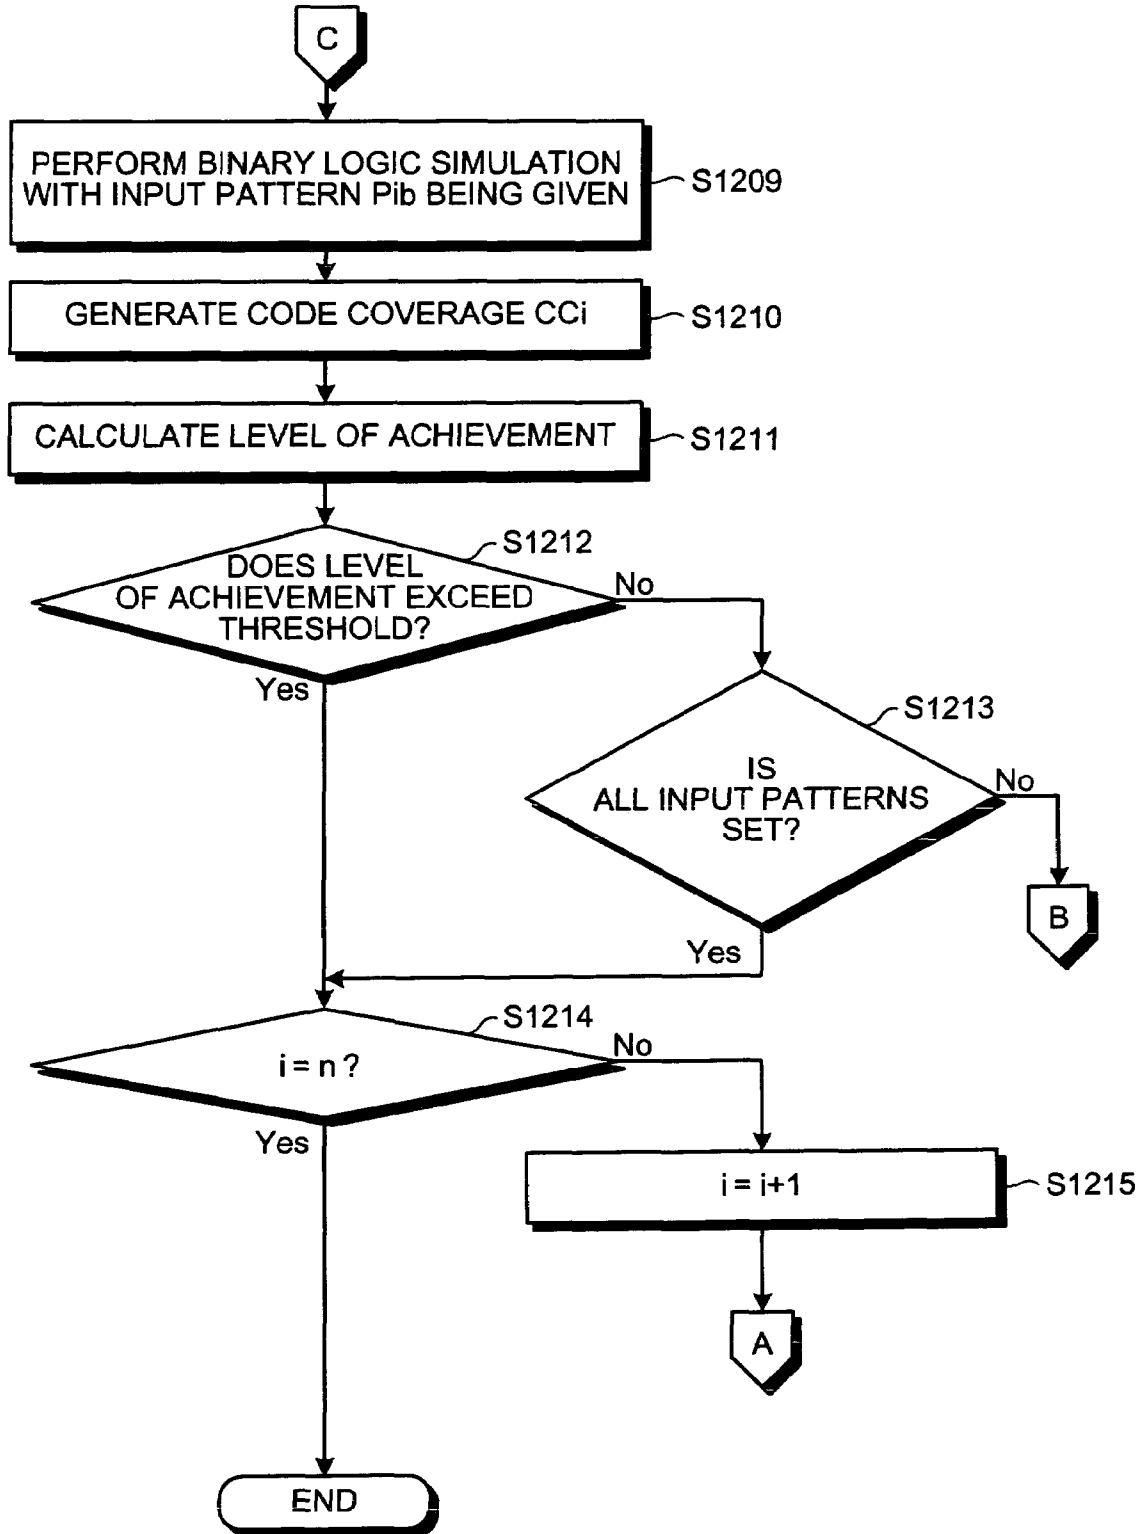 C
PERFORM BINARY LOGIC SIMULATION
WITH INPUT PATTERN Pib BEING GIVEN
S1209
GENERATE CODE COVERAGE CCi
S1210
CALCULATE LEVEL OF ACHIEVEMENT
S1211
S1212
DOES LEVEL
OF ACHIEVEMENT EXCEED
THRESHOLD?
No
Yes
S1213
IS
ALL INPUT PATTERNS
SET?
No
B
Yes
S1214
i = n ?
No
Yes
i = i+1
S1215
A
END